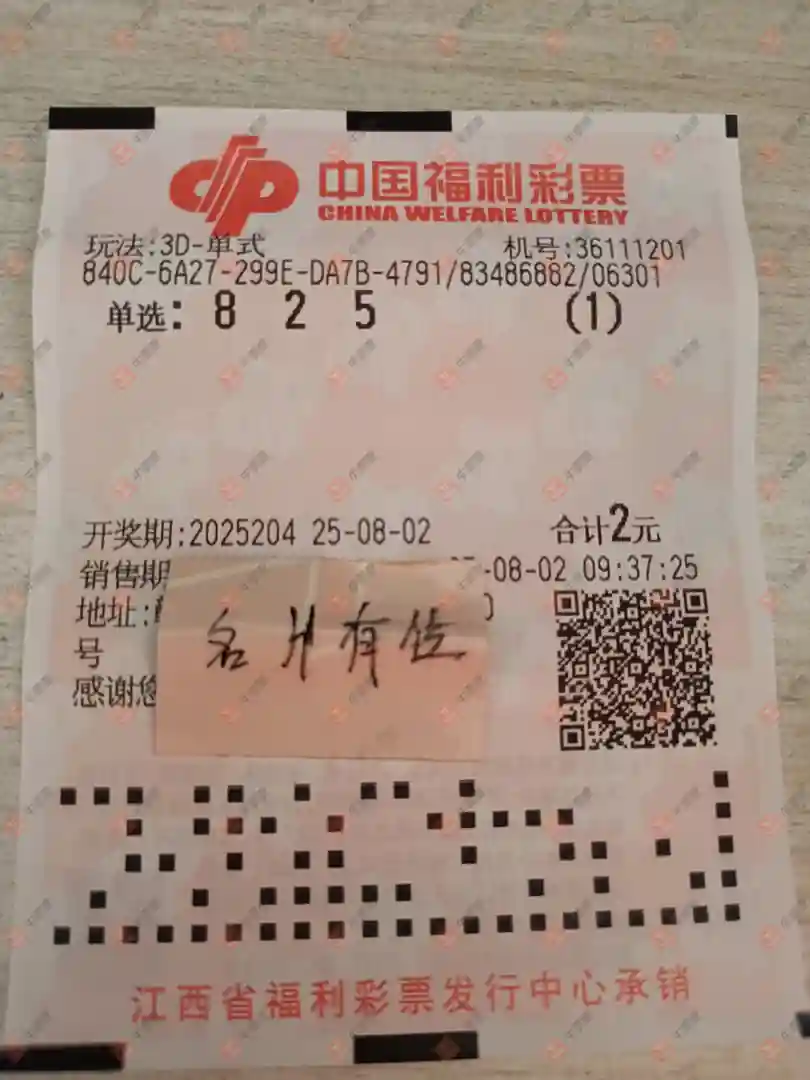 中国福利彩票
CHINA WELFARE LOTTERY
玩法:3D-单式 机号:36111201
840C-6A27-299E-DA7B-4791/83486882/06301
单选: 8 2 5 (1)
开奖期:2025204 25-08-02 合计2元
销售期 -08-02 09:37:25
地址:
号
感谢您
名 有
江西省福利彩票发行中心承销